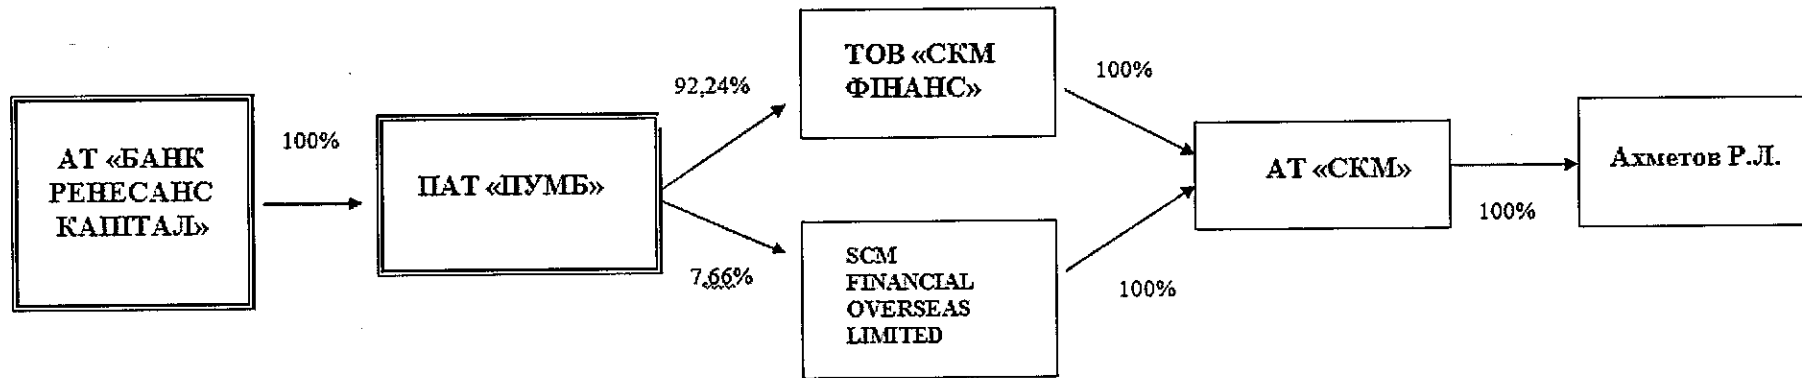 АТ «БАНК
РЕНЕСАНС
КАПІТАЛ»
100%
ПАТ «ПУМБ»
92,24%
7,66%
ТОВ «СКМ
ФІНАНС»
SCM
FINANCIAL
OVERSEAS
LIMITED
100%
100%
АТ «СКМ»
100%
Ахметов Р.Л.